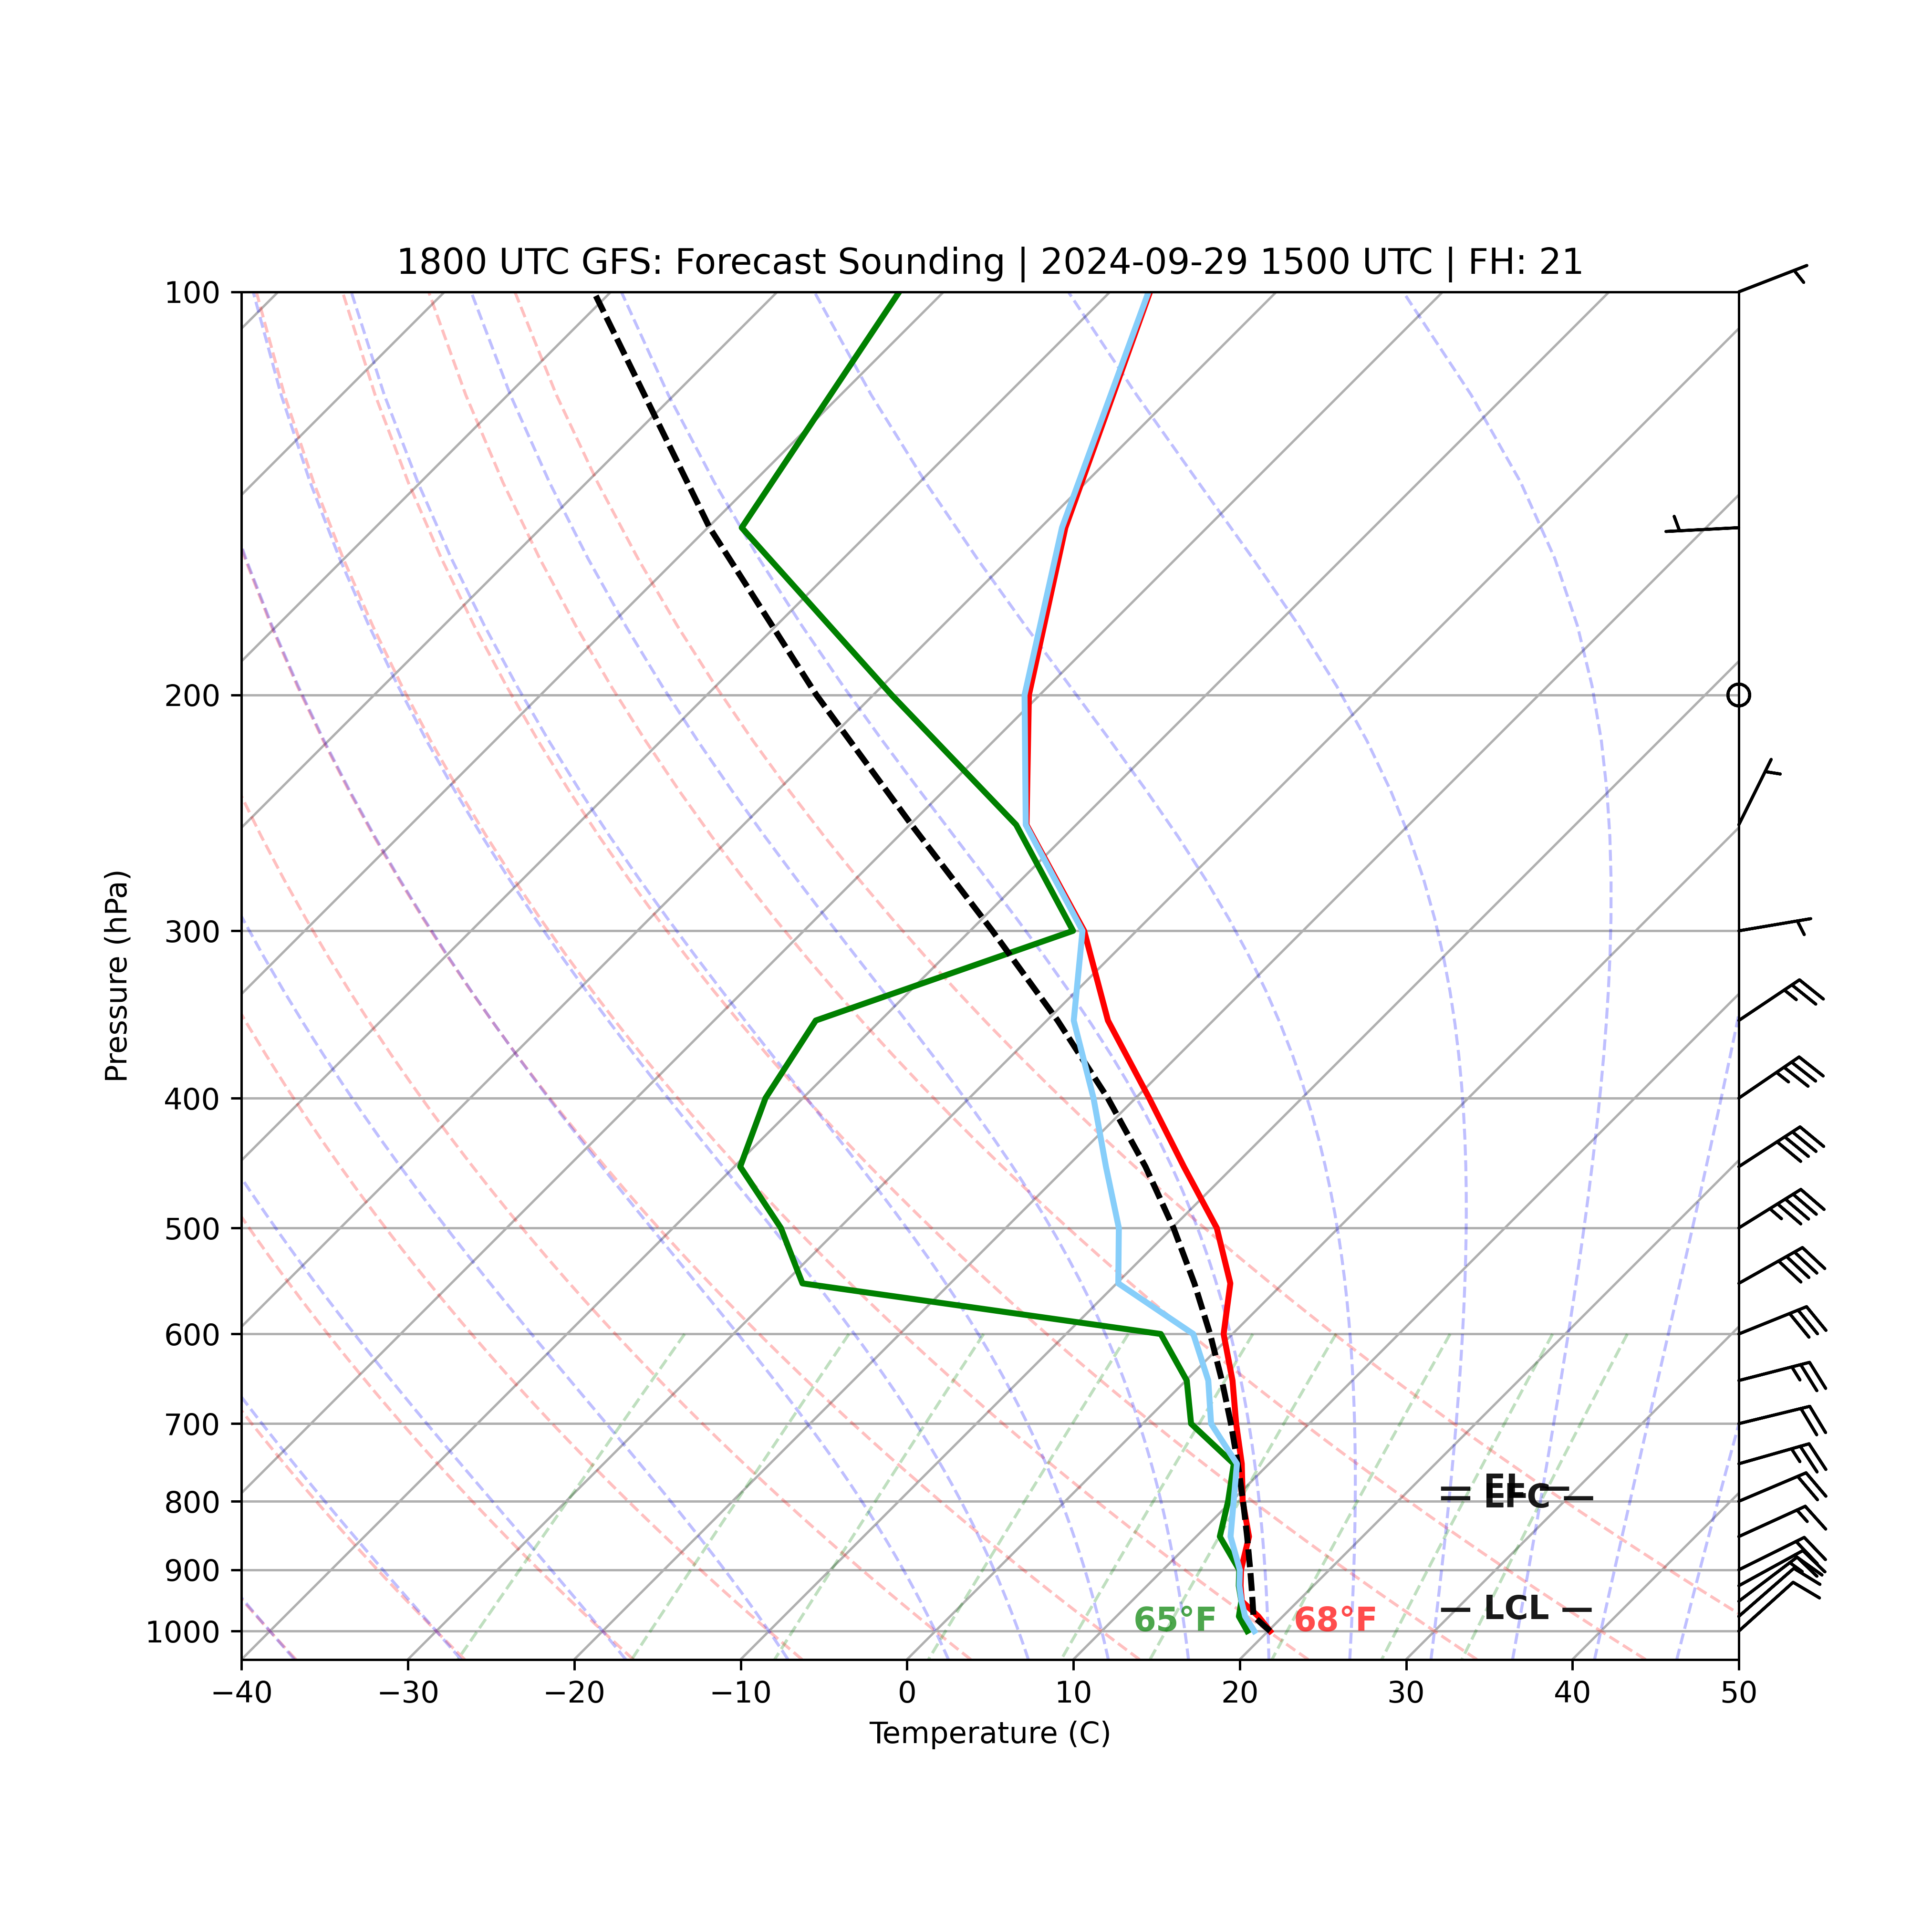 1800 UTC GFS: Forecast Sounding | 2024-09-29 1500 UTC | FH: 21
100
200
300
400
500
600
700
800
900
1000
Pressure (hPa)
— EL —
— LCL —
65°F
68°F
−40 −30 −20 −10 0 10 20 30 40 50
Temperature (C)